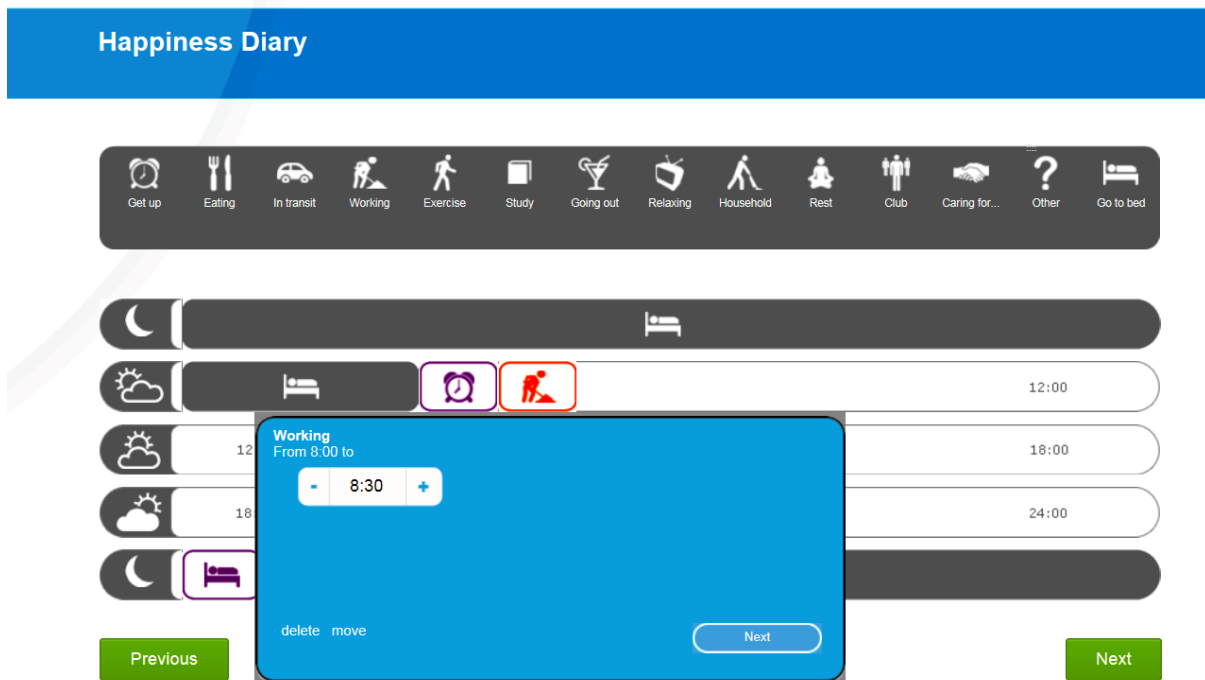 Happiness Diary
Get up Eating In transit Working Exercise Study Going out Relaxing Household Rest Club Caring for... Other Go to bed
12:00
12 18:00
18 24:00
Working
From 8:00 to
- 8:30 +
delete move Next
Previous Next